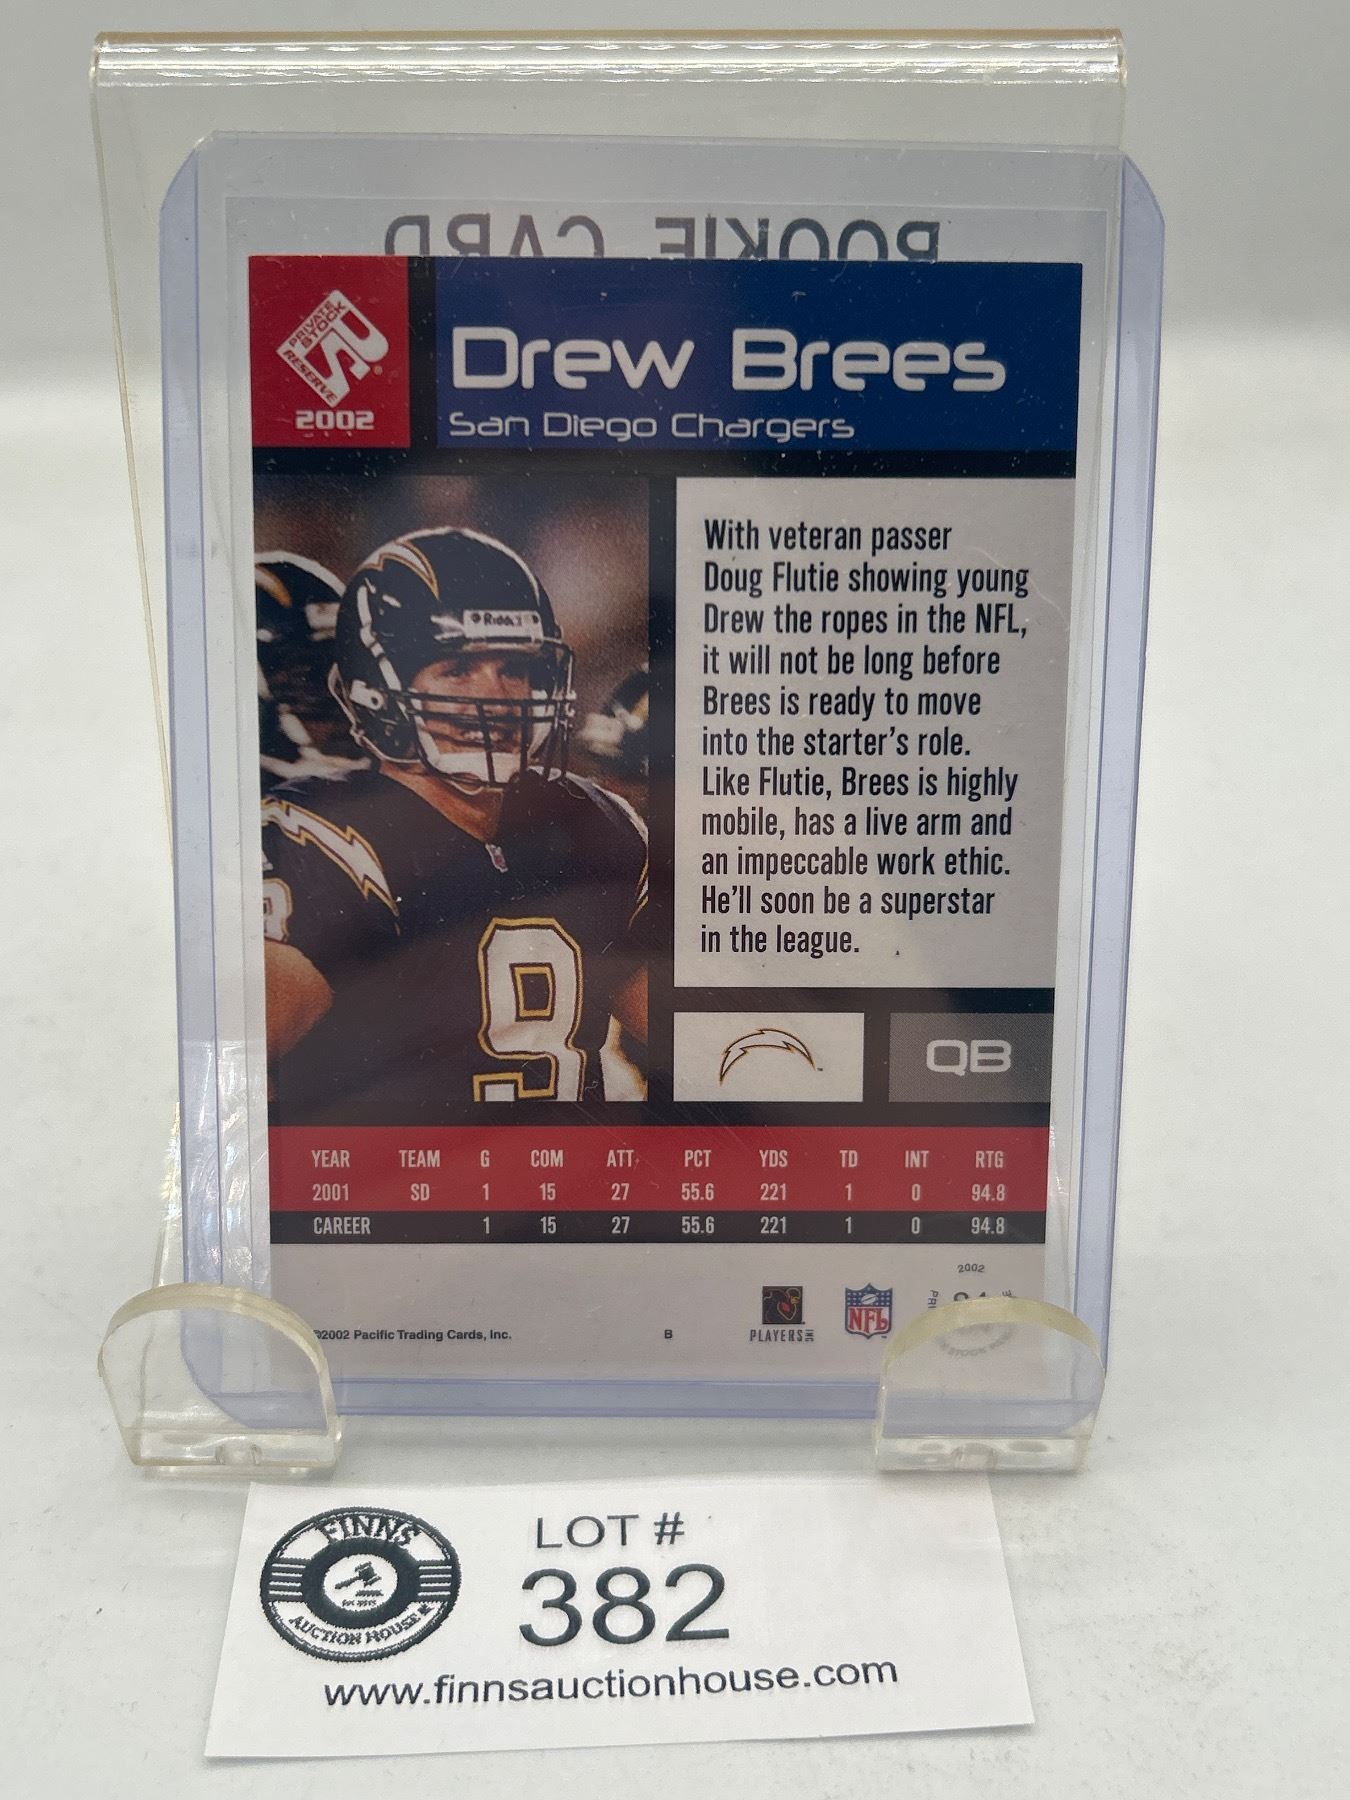 ROOKIE CARD
PRIVATE
STOCK
RESERVE
2002
Drew Brees
San Diego Chargers
With veteran passer
Doug Flutie showing young
Drew the ropes in the NFL,
it will not be long before
Brees is ready to move
into the starter's role.
Like Flutie, Brees is highly
mobile, has a live arm and
an impeccable work ethic.
He'll soon be a superstar
in the league.
Riddell
9
QB
YEAR TEAM G COM ATT PCT YDS TD INT RTG
2001 SD 1 15 27 55.6 221 1 0 94.8
CAREER 1 15 27 55.6 221 1 0 94.8
2002
©2002 Pacific Trading Cards, Inc. B PLAYERS INC NFL
FINNS
AUCTION HOUSE
LOT #
382
www.finnsauctionhouse.com